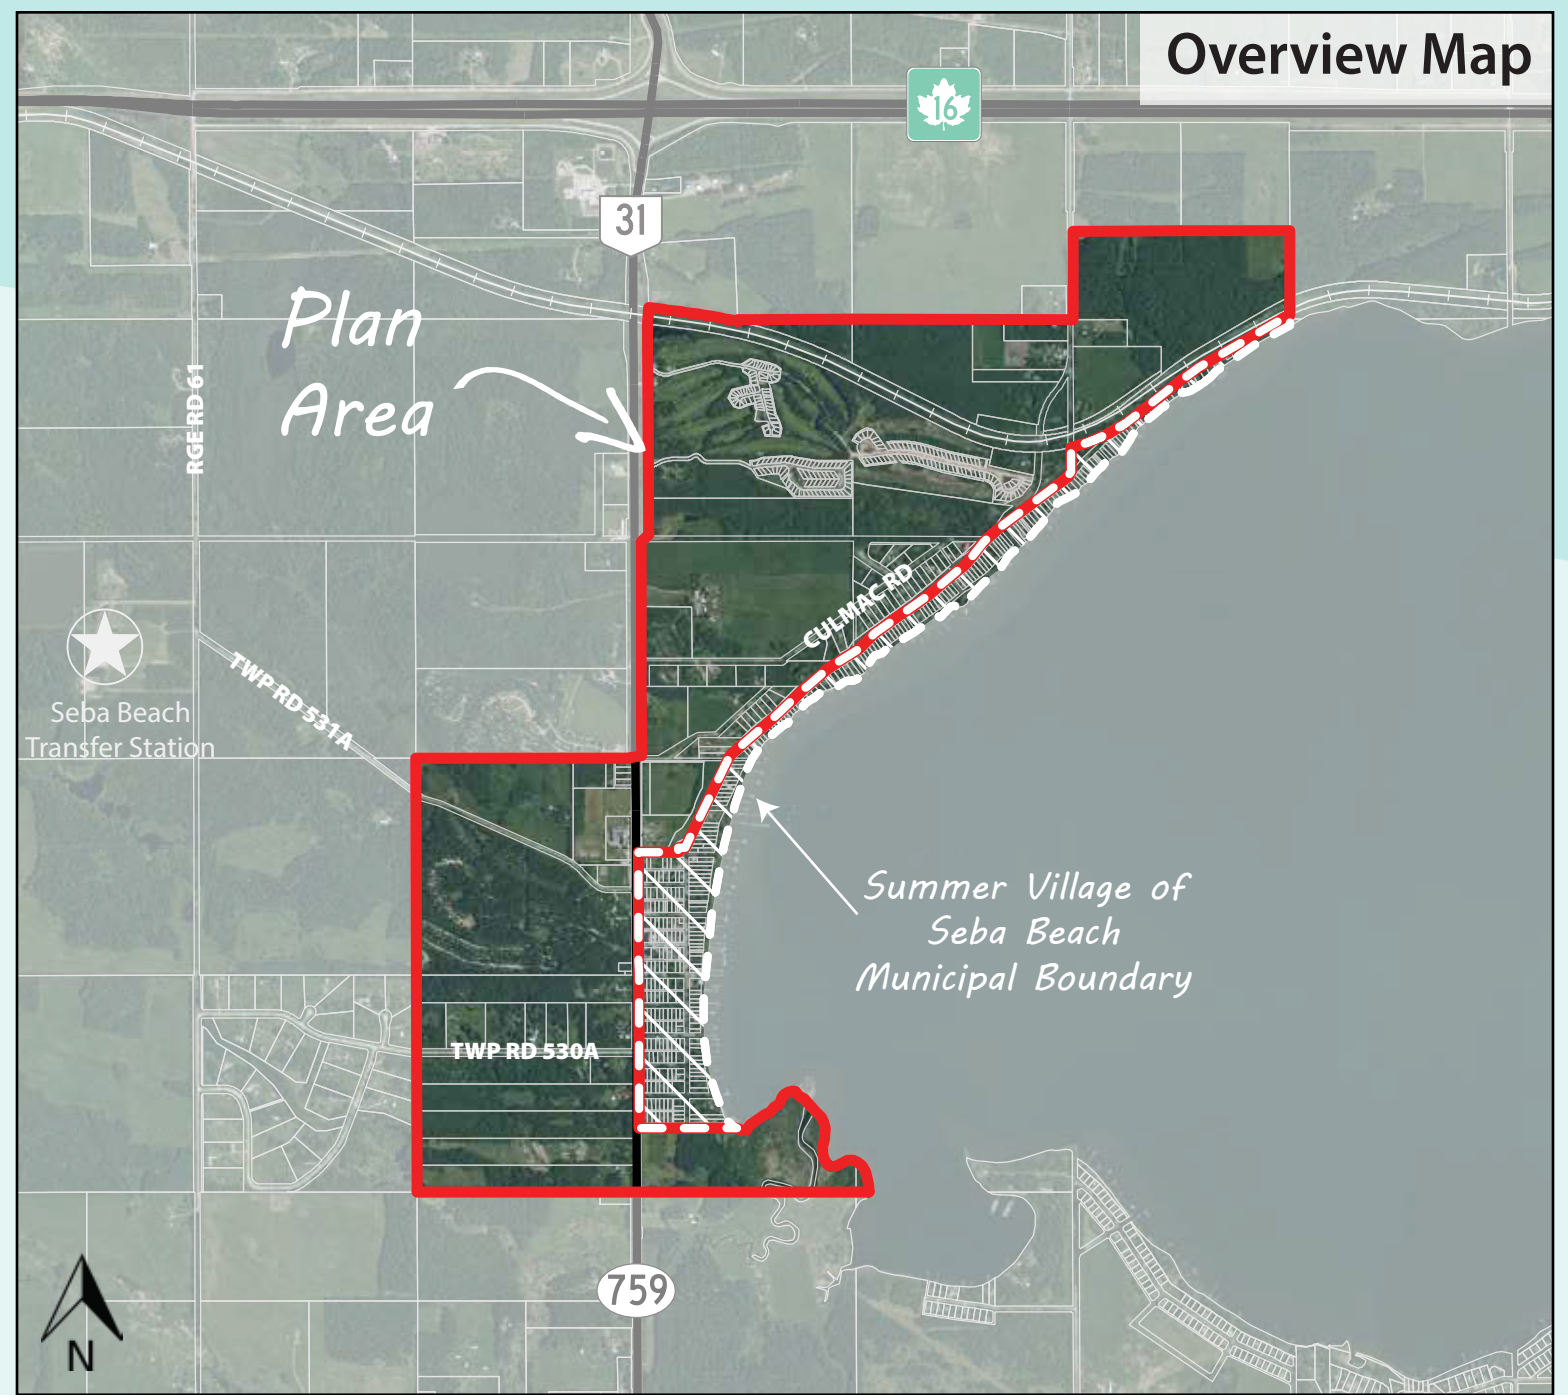 Overview Map
16
31
Plan
Area
RGE RD 61
CULMAC RD
TWP RD 531A
Seba Beach
Transfer Station
Summer Village of
Seba Beach
Municipal Boundary
TWP RD 530A
759
N